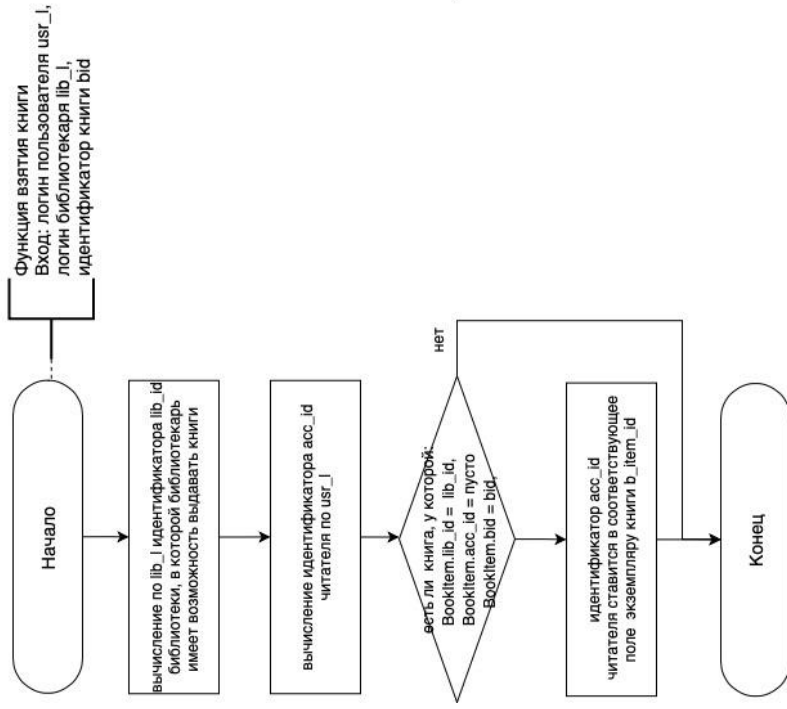 Функция взятия книги
Вход: логин пользователя usr_l,
логин библиотекаря lib_l,
идентификатор книги bid
Начало
вычисление по lib_l идентификатора lib_id
библиотеки, в которой библиотекарь
имеет возможность выдавать книги
вычисление идентификатора acc_id
читателя по usr_l
есть ли книга, у которой:
BookItem.lib_id = lib_id,
BookItem.acc_id = пусто
BookItem.bid = bid,
нет
идентификатор acc_id
читателя ставится в соответствующее
поле экземпляру книги b_item_id
Конец